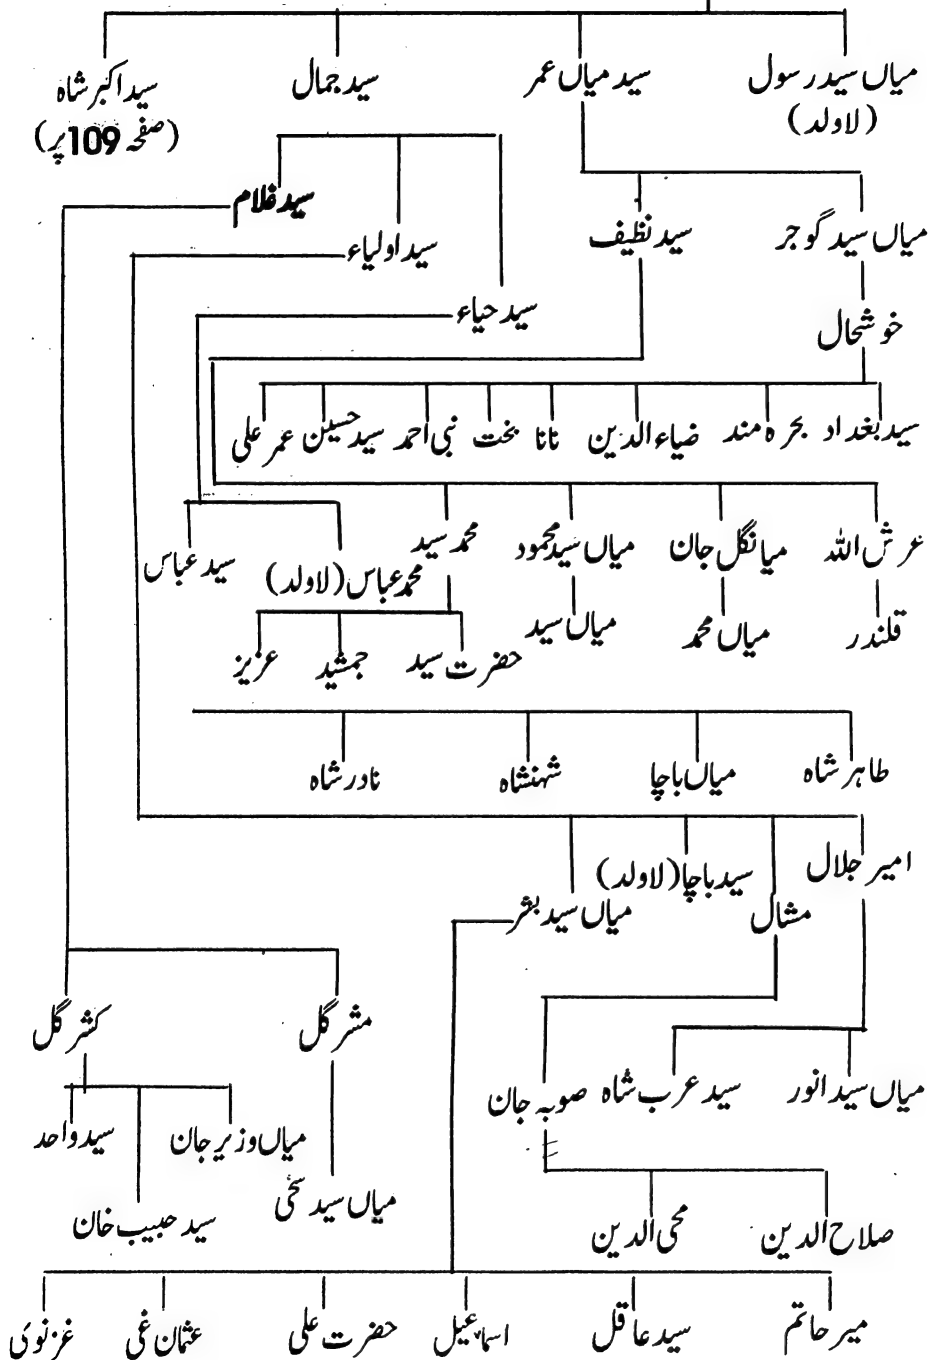 میاں سید رسول سید میاں عمر سید جمال سید اکبر شاہ
(لاولد) (صفحہ 109 پر)
سید غلام
میاں سید گوجر سید نظیف سید اولیاء
سید حیاء
خوشحال
سید بغداد بحرہ مند ضیاء الدین نانا بخت نبی احمد سید حسین عمر علی
عرش اللہ میانگل جان میاں سید محمود محمد سید
محمد عباس (لاولد) سید عباس
قلندر میاں محمد میاں سید
حضرت سید جمشید عزیز
طاہر شاہ میاں باچا شہنشاہ نادر شاہ
امیر جلال سید باچا (لاولد)
مشال میاں سید بشر
مشر گل کشر گل
میاں سید انور سید عرب شاہ صوبہ جان
میاں وزیر جان سید واحد
میاں سید سخی سید حبیب خان
صلاح الدین محی الدین
میر حاتم سید عاقل اسماعیل حضرت علی عثمان غنی غزنوی